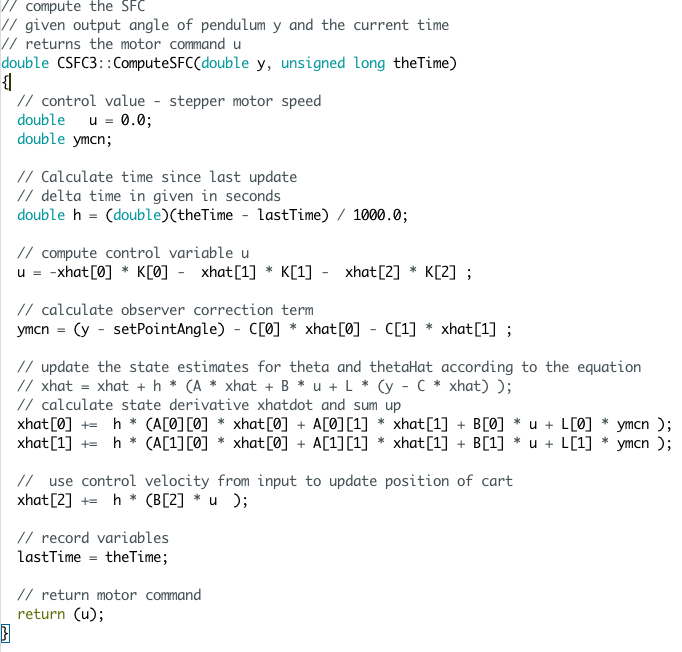 // compute the SFC
// given output angle of pendulum y and the current time
// returns the motor command u
double CSFC3::ComputeSFC(double y, unsigned long theTime)
{
  // control value - stepper motor speed
  double   u = 0.0;
  double ymcn;

  // Calculate time since last update
  // delta time in given in seconds
  double h = (double)(theTime - lastTime) / 1000.0;

  // compute control variable u
  u = -xhat[0] * K[0] -  xhat[1] * K[1] -  xhat[2] * K[2] ;

  // calculate observer correction term
  ymcn = (y - setPointAngle) - C[0] * xhat[0] - C[1] * xhat[1] ;

  // update the state estimates for theta and thetaHat according to the equation
  // xhat = xhat + h * (A * xhat + B * u + L * (y - C * xhat) );
  // calculate state derivative xhatdot and sum up
  xhat[0] +=  h * (A[0][0] * xhat[0] + A[0][1] * xhat[1] + B[0] * u + L[0] * ymcn );
  xhat[1] +=  h * (A[1][0] * xhat[0] + A[1][1] * xhat[1] + B[1] * u + L[1] * ymcn );

  //  use control velocity from input to update position of cart
  xhat[2] +=  h * (B[2] * u  );

  // record variables
  lastTime = theTime;

  // return motor command
  return (u);
}